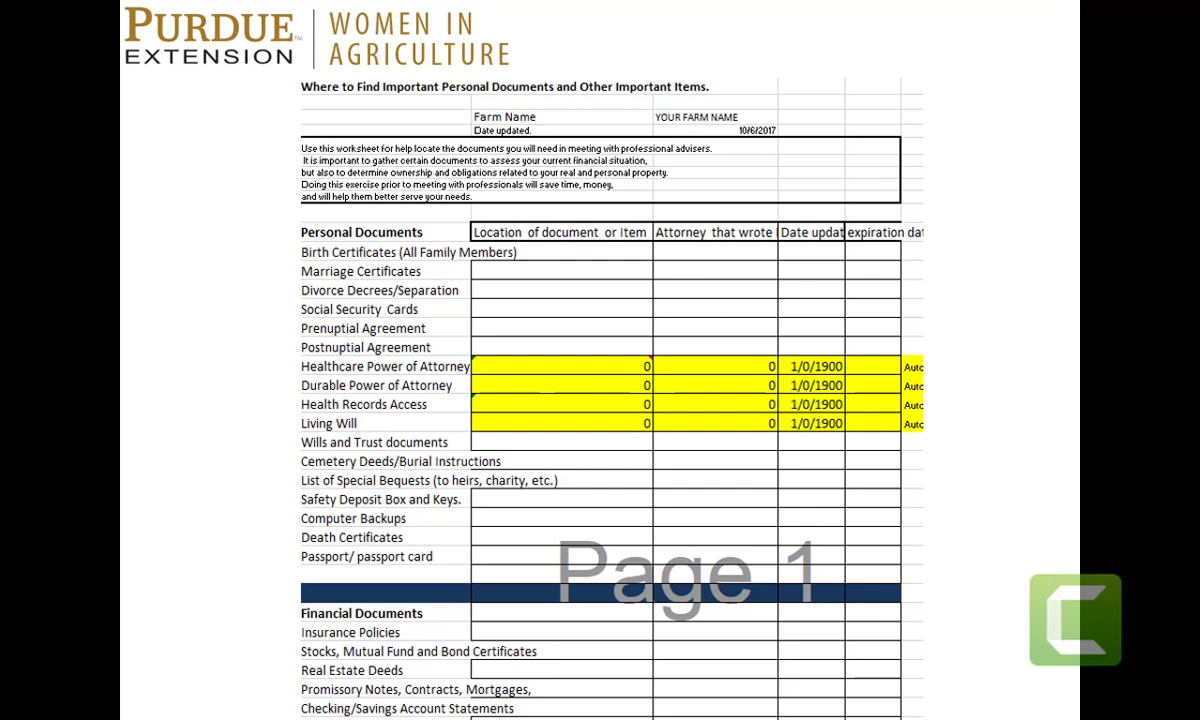 PURDUE™ EXTENSION
WOMEN IN AGRICULTURE
Where to Find Important Personal Documents and Other Important Items.
Farm Name YOUR FARM NAME
Date updated. 10/6/2017
Use this worksheet for help locate the documents you will need in meeting with professional advisers.
It is important to gather certain documents to assess your current financial situation,
but also to determine ownership and obligations related to your real and personal property.
Doing this exercise prior to meeting with professionals will save time, money,
and will help them better serve your needs.
Personal Documents Location of document or Item Attorney that wrote Date updat expiration dat
Birth Certificates (All Family Members)
Marriage Certificates
Divorce Decrees/Separation
Social Security Cards
Prenuptial Agreement
Postnuptial Agreement
Healthcare Power of Attorney 0 0 1/0/1900 Auto
Durable Power of Attorney 0 0 1/0/1900 Auto
Health Records Access 0 0 1/0/1900 Auto
Living Will 0 0 1/0/1900 Auto
Wills and Trust documents
Cemetery Deeds/Burial Instructions
List of Special Bequests (to heirs, charity, etc.)
Safety Deposit Box and Keys.
Computer Backups
Death Certificates
Passport/ passport card
Page 1
Financial Documents
Insurance Policies
Stocks, Mutual Fund and Bond Certificates
Real Estate Deeds
Promissory Notes, Contracts, Mortgages,
Checking/Savings Account Statements